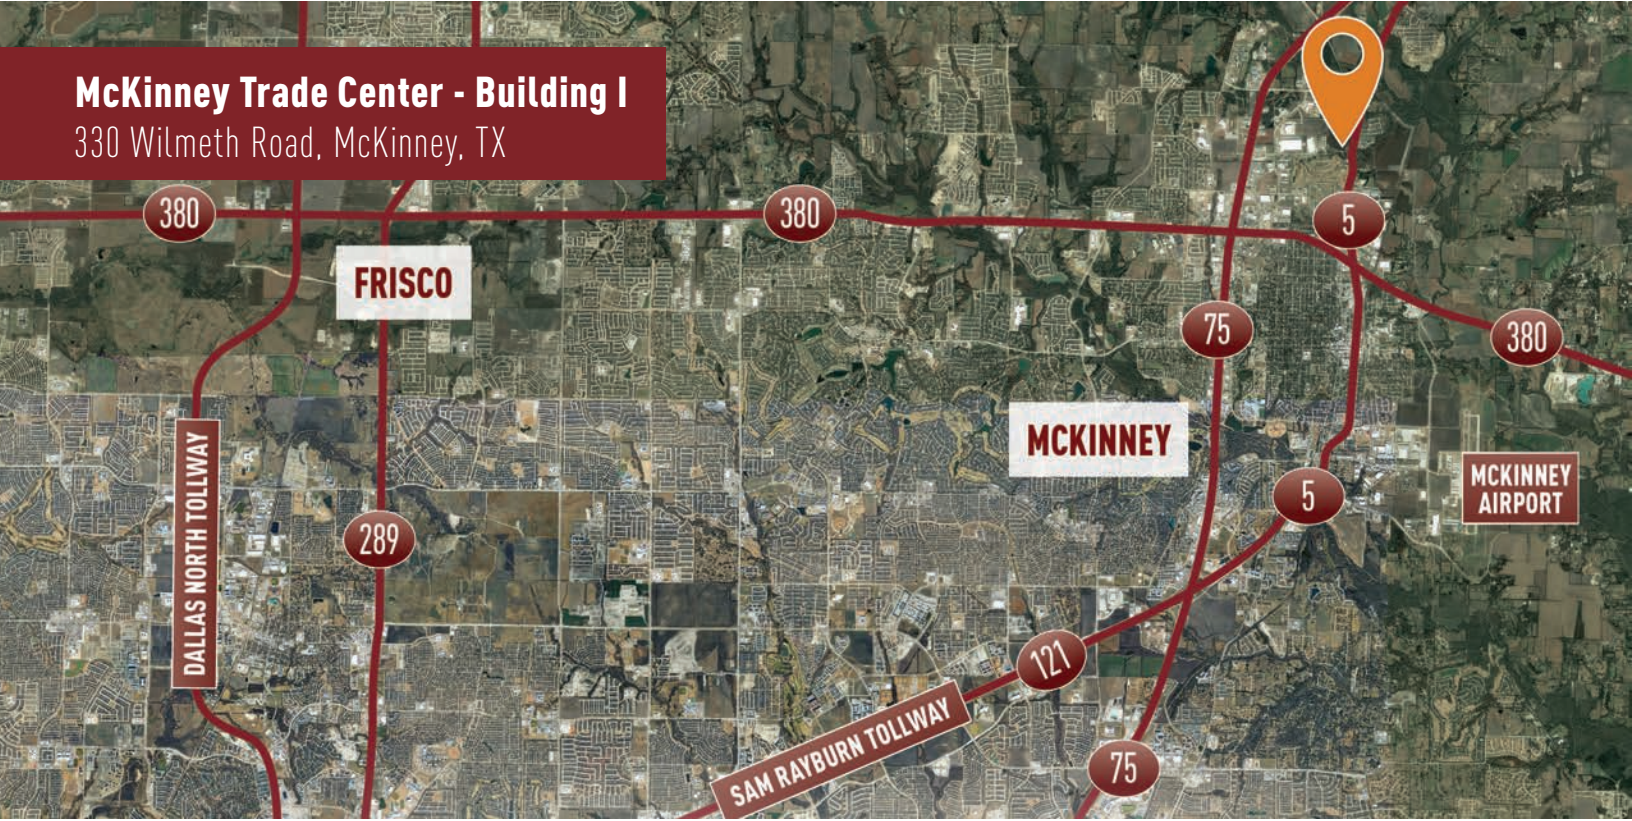 McKinney Trade Center - Building I
330 Wilmeth Road, McKinney, TX
380
380
5
FRISCO
75
380
MCKINNEY
MCKINNEY
AIRPORT
5
DALLAS NORTH TOLLWAY
289
121
SAM RAYBURN TOLLWAY
75